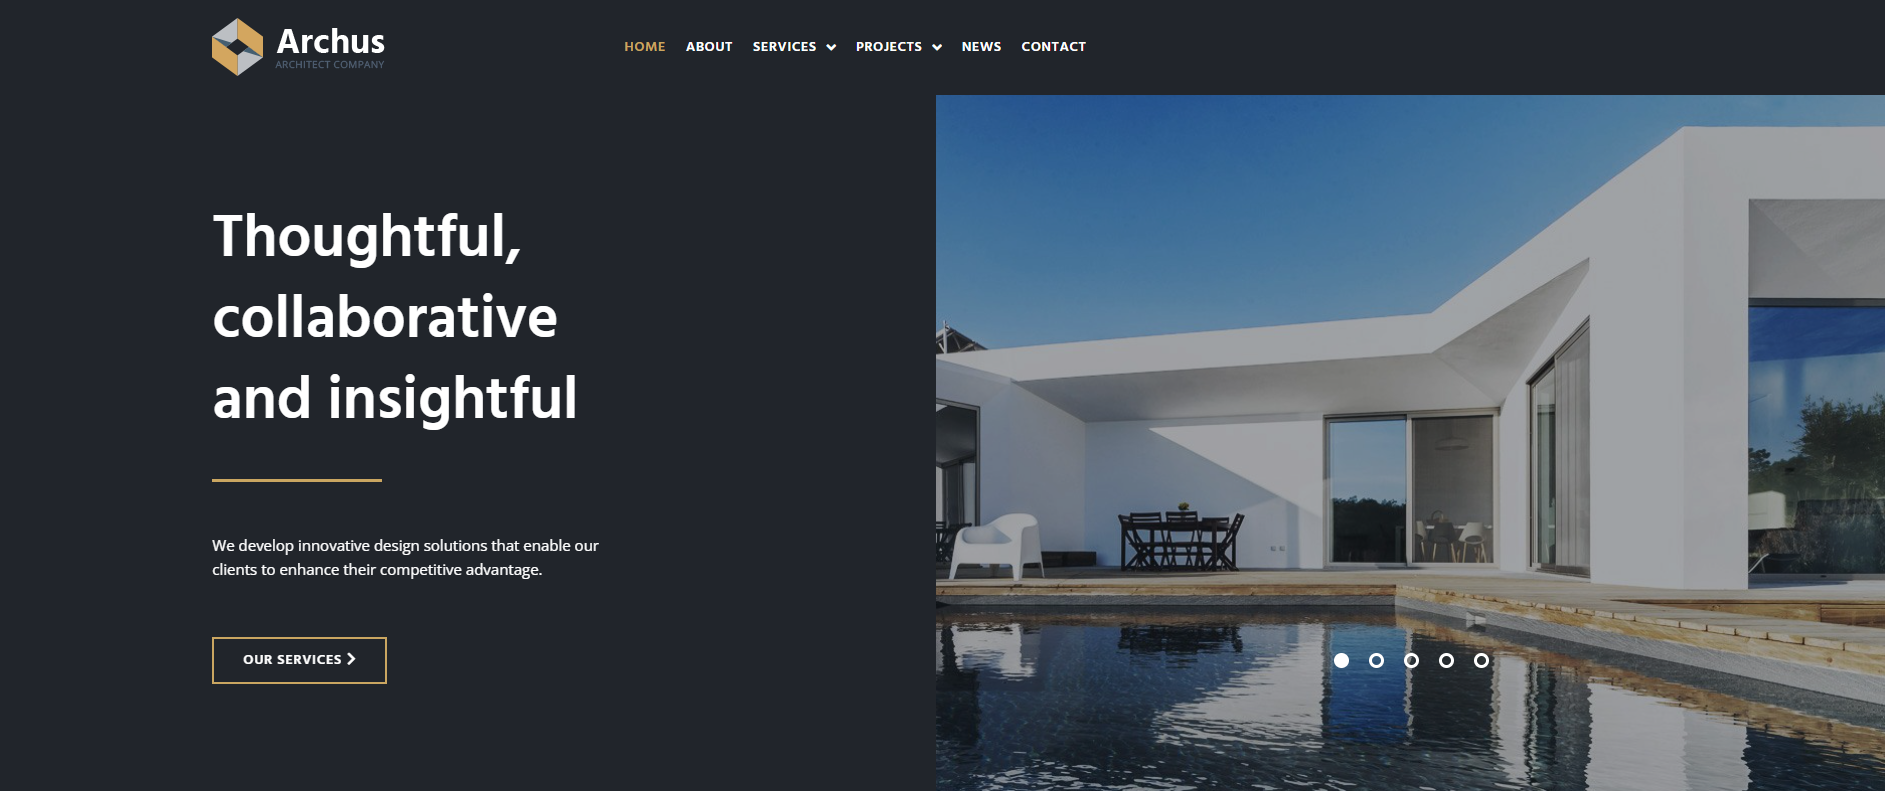 Archus
ARCHITECT COMPANY
HOME ABOUT SERVICES PROJECTS NEWS CONTACT
Thoughtful,
collaborative
and insightful
We develop innovative design solutions that enable our
clients to enhance their competitive advantage.
OUR SERVICES